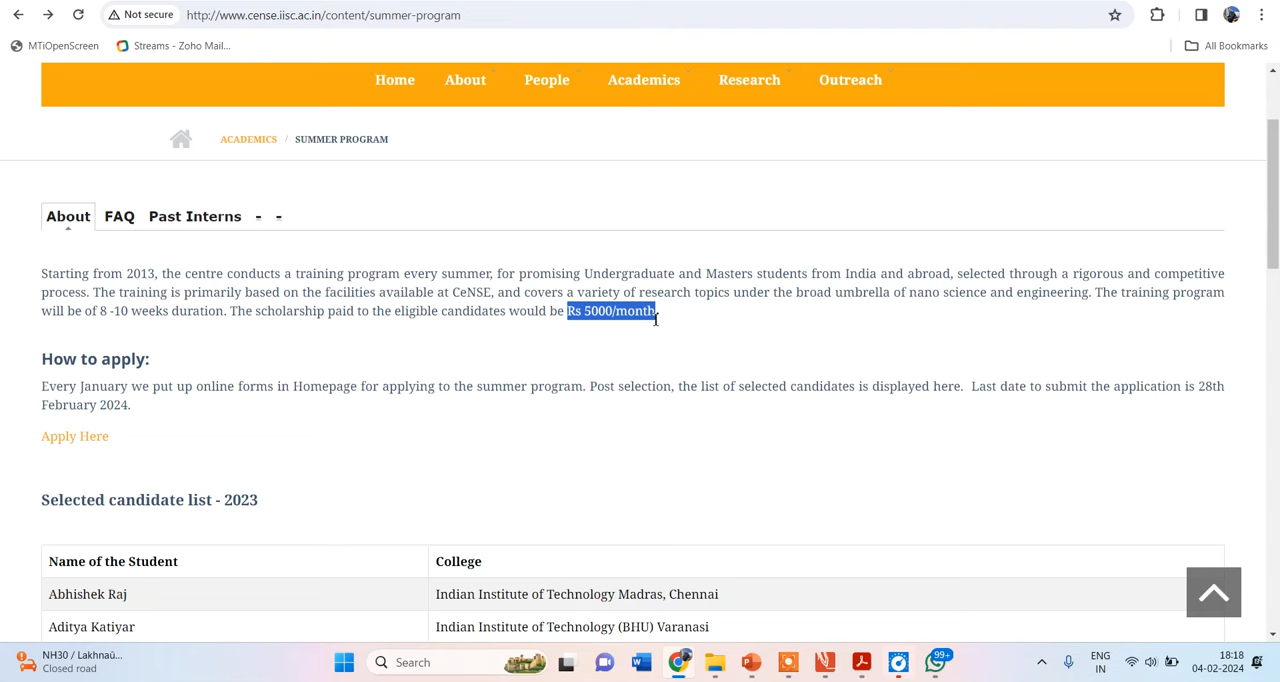 Not secure
http://www.cense.iisc.ac.in/content/summer-program
MTiOpenScreen
Streams - Zoho Mail...
All Bookmarks
Home About People Academics Research Outreach
ACADEMICS / SUMMER PROGRAM
About FAQ Past Interns - -
Starting from 2013, the centre conducts a training program every summer, for promising Undergraduate and Masters students from India and abroad, selected through a rigorous and competitive
process. The training is primarily based on the facilities available at CeNSE, and covers a variety of research topics under the broad umbrella of nano science and engineering. The training program
will be of 8 -10 weeks duration. The scholarship paid to the eligible candidates would be Rs 5000/month.
How to apply:
Every January we put up online forms in Homepage for applying to the summer program. Post selection, the list of selected candidates is displayed here. Last date to submit the application is 28th
February 2024.
Apply Here
Selected candidate list - 2023
Name of the Student College
Abhishek Raj Indian Institute of Technology Madras, Chennai
Aditya Katiyar Indian Institute of Technology (BHU) Varanasi
NH30 / Lakhnaū...
Closed road
Search
99+
ENG
IN
18:18
04-02-2024